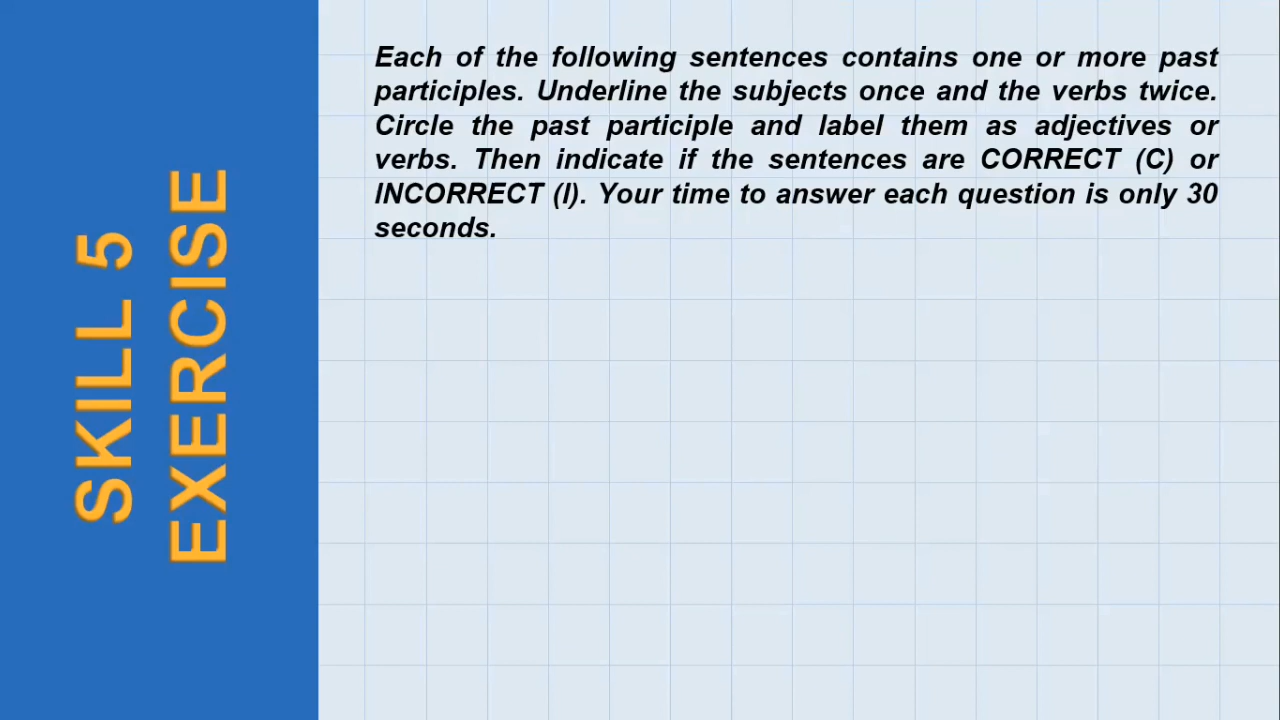 SKILL 5
EXERCISE
Each of the following sentences contains one or more past
participles. Underline the subjects once and the verbs twice.
Circle the past participle and label them as adjectives or
verbs. Then indicate if the sentences are CORRECT (C) or
INCORRECT (I). Your time to answer each question is only 30
seconds.